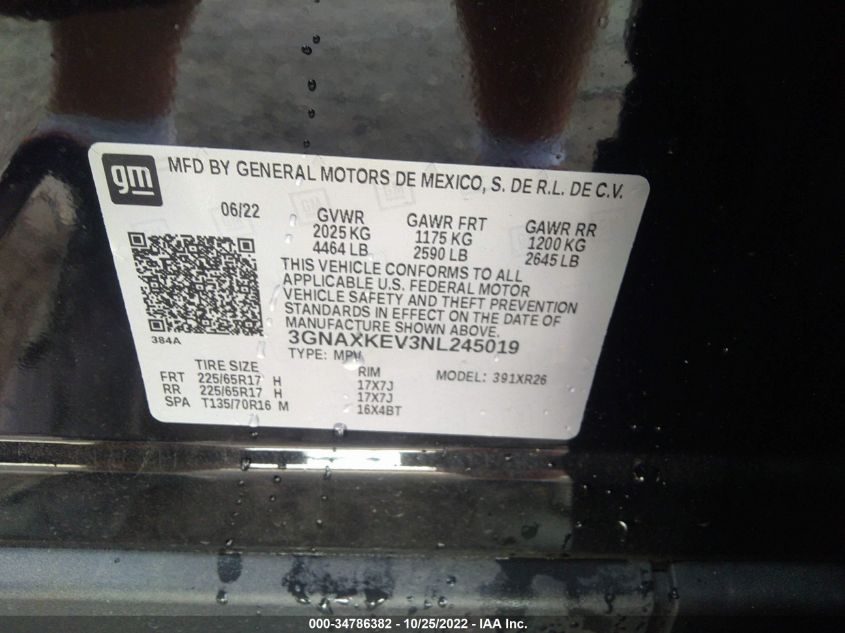 gm MFD BY GENERAL MOTORS DE MEXICO, S. DE R.L. DE C.V.
06/22 GVWR GAWR FRT GAWR RR
2025 KG 1175 KG 1200 KG
4464 LB 2590 LB 2645 LB
THIS VEHICLE CONFORMS TO ALL
APPLICABLE U.S. FEDERAL MOTOR
VEHICLE SAFETY AND THEFT PREVENTION
STANDARDS IN EFFECT ON THE DATE OF
MANUFACTURE SHOWN ABOVE.
384A
3GNAXKEV3NL245019
TYPE: MPV
TIRE SIZE RIM MODEL: 391XR26
FRT 225/65R17 H 17X7J
RR 225/65R17 H 17X7J
SPA T135/70R16 M 16X4BT
000-34786382 - 10/25/2022 - IAA Inc.